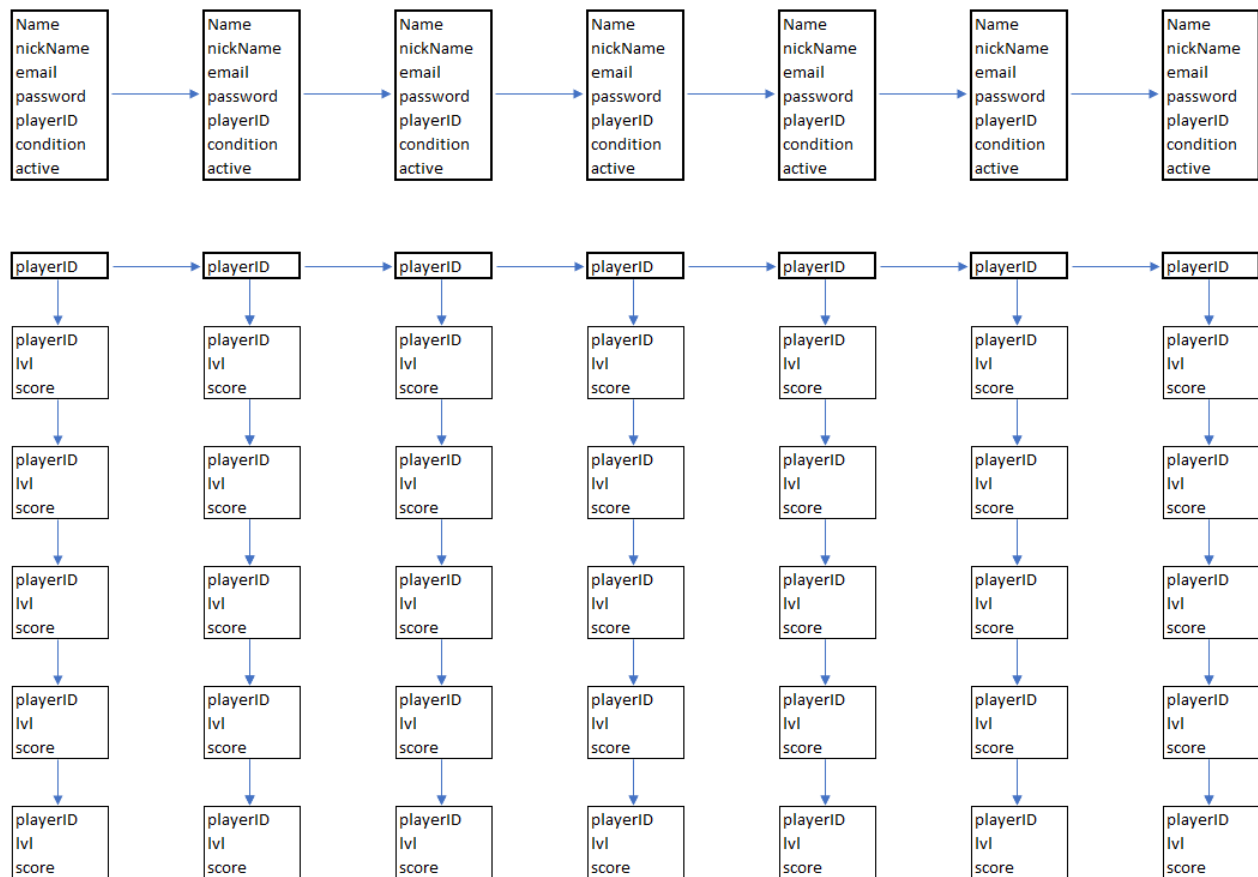 Name Name Name Name Name Name Name
nickName nickName nickName nickName nickName nickName nickName
email email email email email email email
password password password password password password password
playerID playerID playerID playerID playerID playerID playerID
condition condition condition condition condition condition condition
active active active active active active active
playerID playerID playerID playerID playerID playerID playerID
playerID playerID playerID playerID playerID playerID playerID
lvl lvl lvl lvl lvl lvl lvl
score score score score score score score
playerID playerID playerID playerID playerID playerID playerID
lvl lvl lvl lvl lvl lvl lvl
score score score score score score score
playerID playerID playerID playerID playerID playerID playerID
lvl lvl lvl lvl lvl lvl lvl
score score score score score score score
playerID playerID playerID playerID playerID playerID playerID
lvl lvl lvl lvl lvl lvl lvl
score score score score score score score
playerID playerID playerID playerID playerID playerID playerID
lvl lvl lvl lvl lvl lvl lvl
score score score score score score score